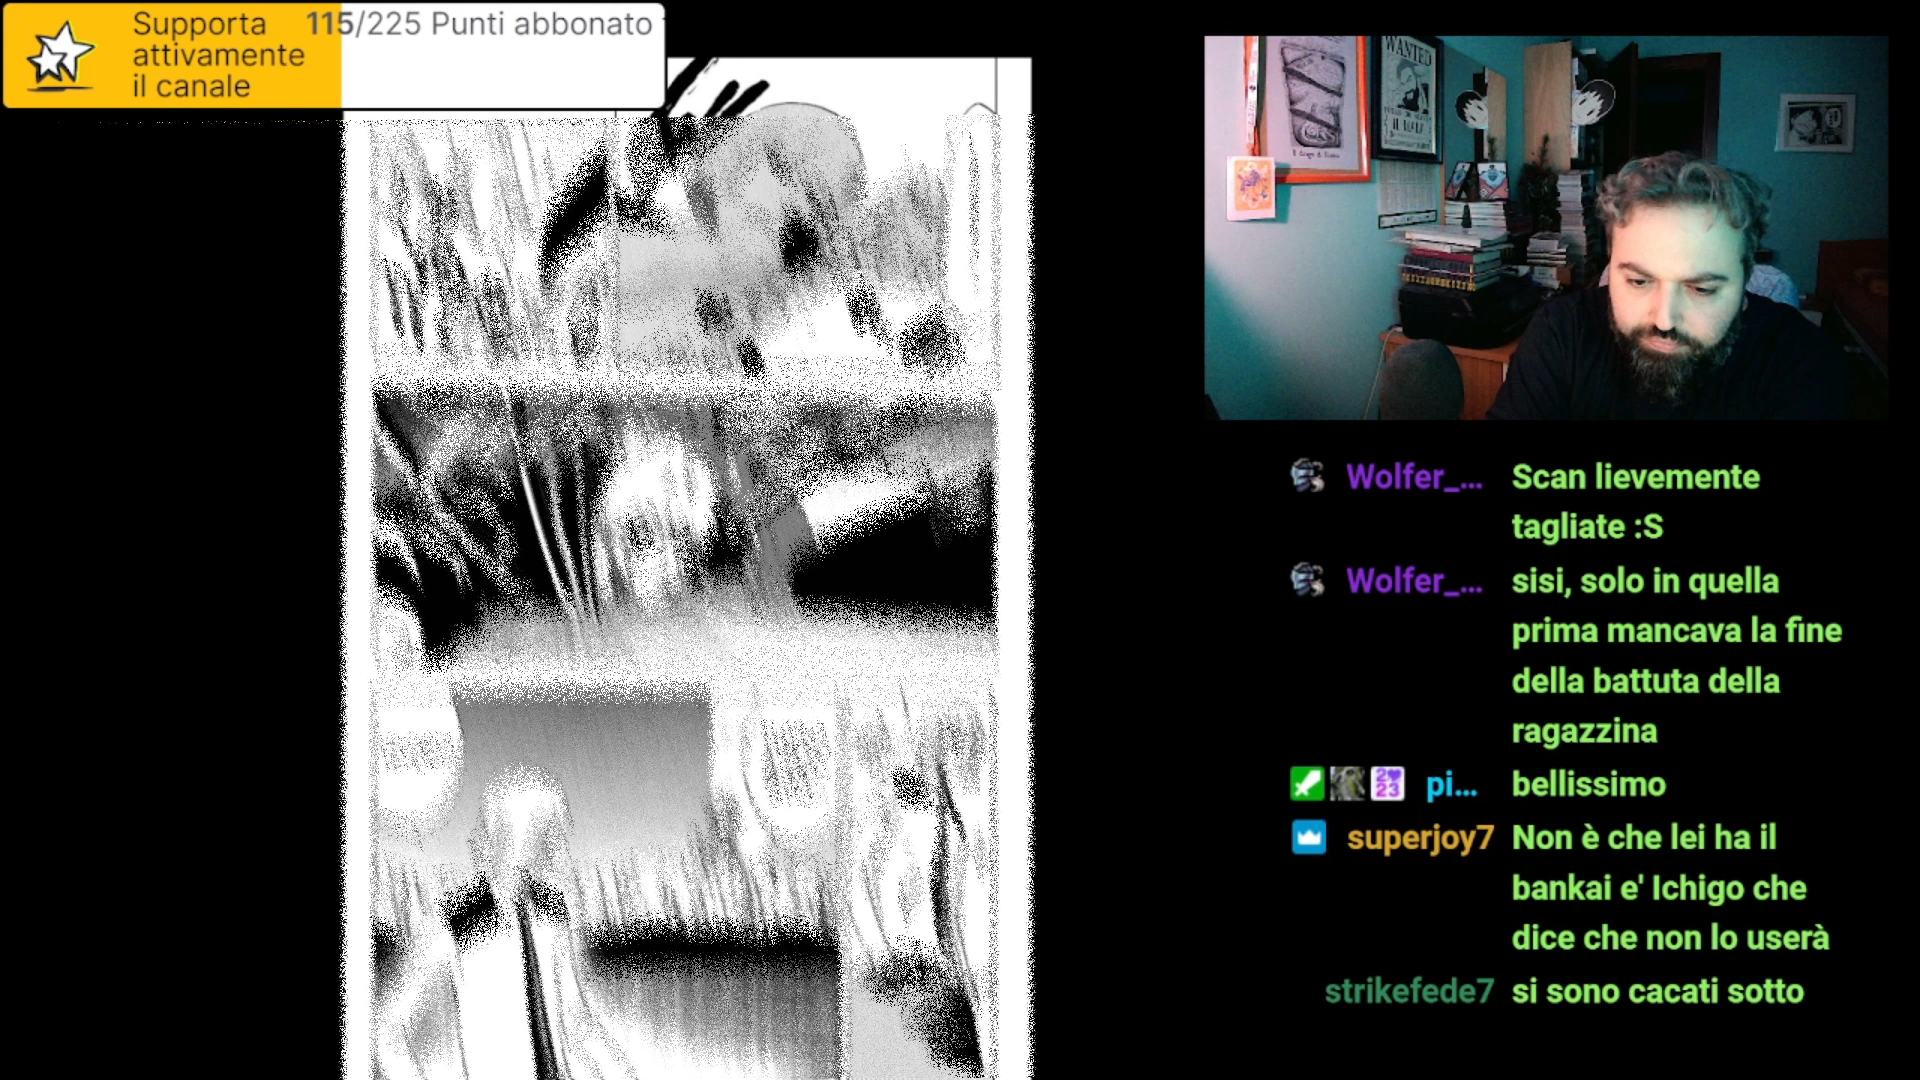 Supporta
attivamente
il canale
115/225 Punti abbonato
WANTED
Wolfer_... Scan lievemente
tagliate :S
Wolfer_... sisi, solo in quella
prima mancava la fine
della battuta della
ragazzina
pi... bellissimo
superjoy7 Non è che lei ha il
bankai e' Ichigo che
dice che non lo userà
strikefede7 si sono cacati sotto